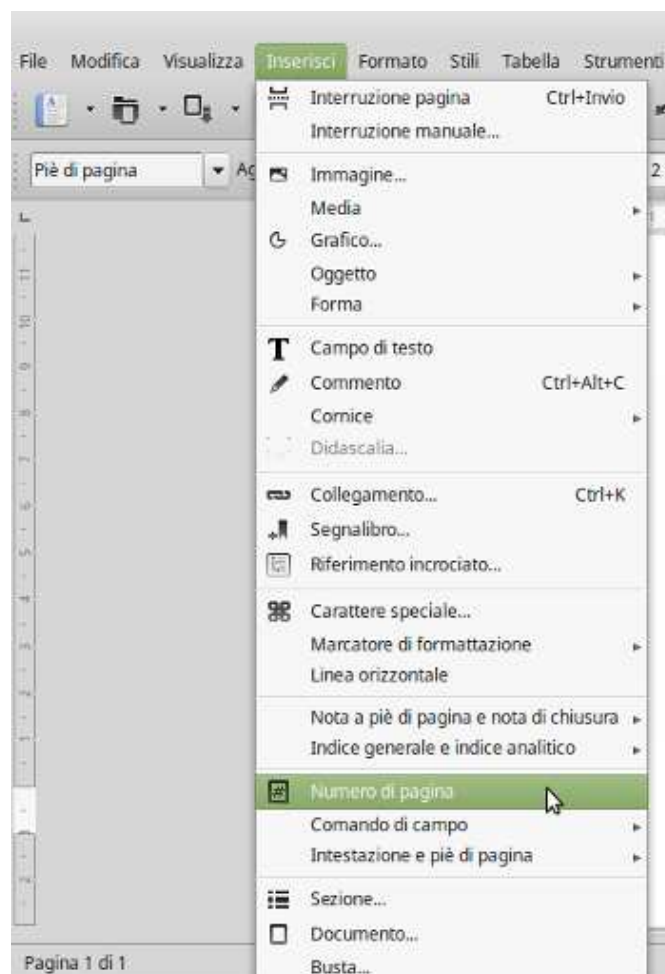 File Modifica Visualizza Inserisci Formato Stili Tabella Strumenti
Interruzione pagina Ctrl+Invio
Interruzione manuale...
Piè di pagina Ag 2
Immagine...
Media
Grafico...
Oggetto
Forma
Campo di testo
Commento Ctrl+Alt+C
Cornice
Didascalia...
Collegamento... Ctrl+K
Segnalibro...
Riferimento incrociato...
Carattere speciale...
Marcatore di formattazione
Linea orizzontale
Nota a piè di pagina e nota di chiusura
Indice generale e indice analitico
Numero di pagina
Comando di campo
Intestazione e piè di pagina
Sezione...
Documento...
Busta...
Pagina 1 di 1